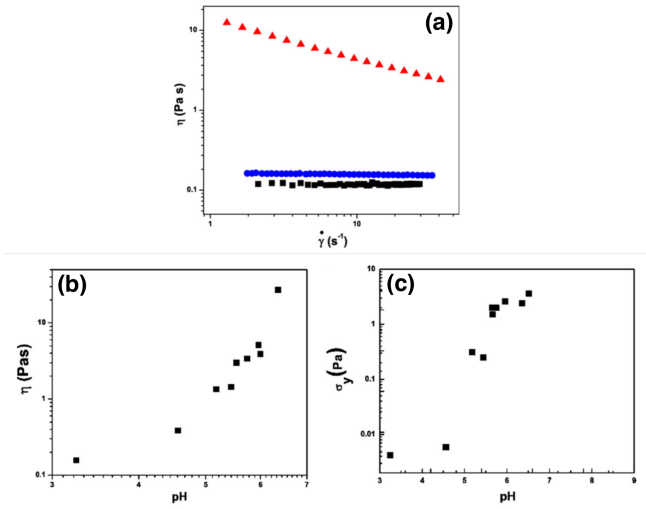 (a)
10
1
0.1
η (Pa s)
1 10
γ̇ (s⁻¹)
(b)
10
1
0.1
η (Pas)
3 4 5 6 7
pH
(c)
10
1
0.1
0.01
σy (Pa)
3 4 5 6 7 8 9
pH